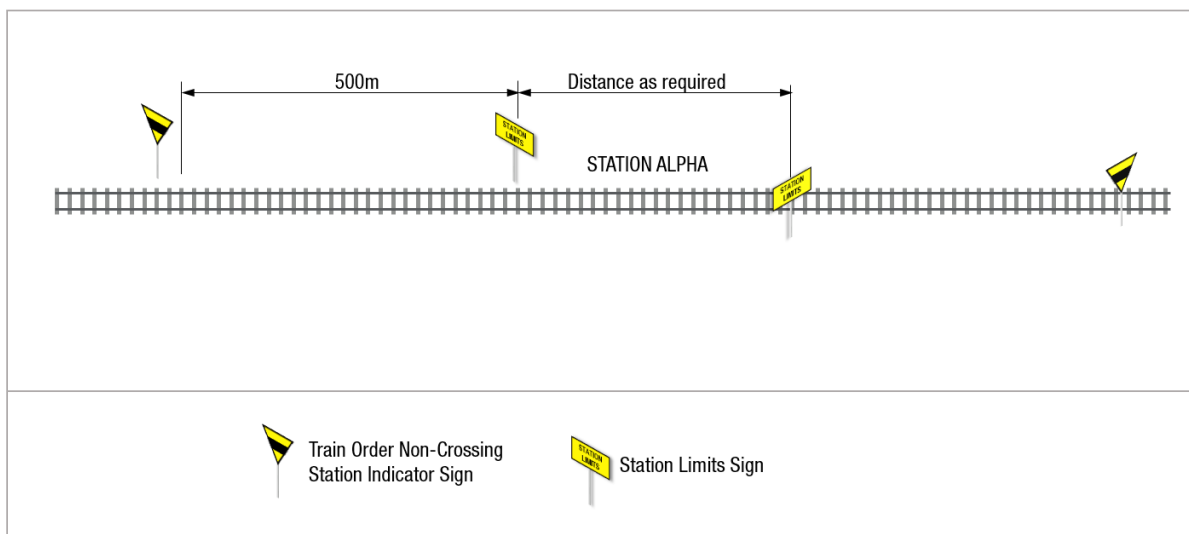 500m
Distance as required
STATION
LIMITS
STATION ALPHA
STATION
LIMITS
Train Order Non-Crossing
Station Indicator Sign
STATION
LIMITS
Station Limits Sign